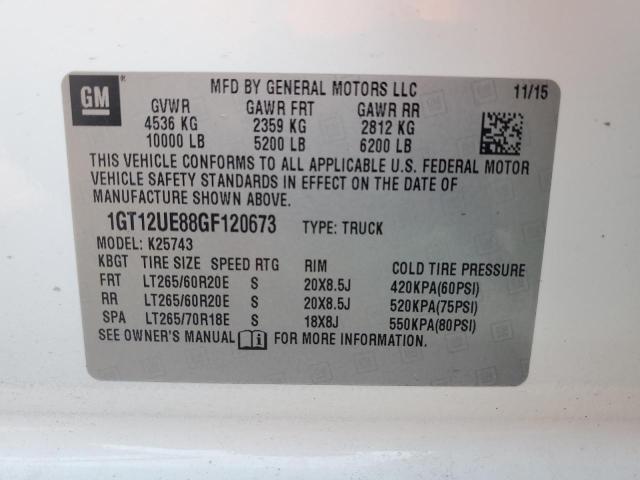 GM
MFD BY GENERAL MOTORS LLC 11/15
GVWR GAWR FRT GAWR RR
4536 KG 2359 KG 2812 KG
10000 LB 5200 LB 6200 LB
THIS VEHICLE CONFORMS TO ALL APPLICABLE U.S. FEDERAL MOTOR
VEHICLE SAFETY STANDARDS IN EFFECT ON THE DATE OF
MANUFACTURE SHOWN ABOVE.
1GT12UE88GF120673 TYPE: TRUCK
MODEL: K25743
KBGT TIRE SIZE SPEED RTG RIM COLD TIRE PRESSURE
FRT LT265/60R20E S 20X8.5J 420KPA(60PSI)
RR LT265/60R20E S 20X8.5J 520KPA(75PSI)
SPA LT265/70R18E S 18X8J 550KPA(80PSI)
SEE OWNER'S MANUAL FOR MORE INFORMATION.